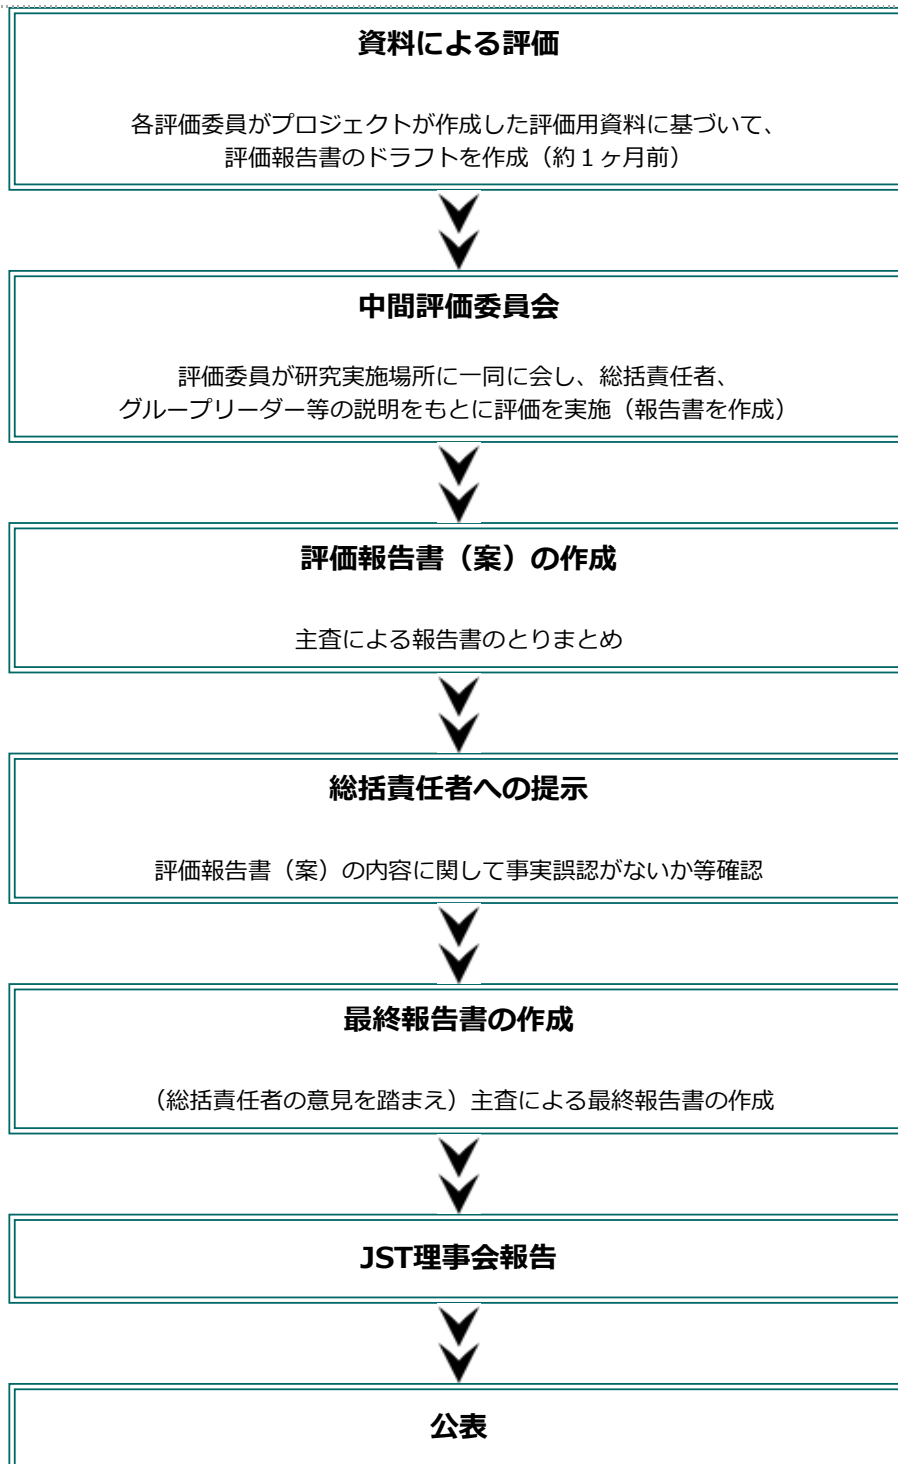 資料による評価
各評価委員がプロジェクトが作成した評価用資料に基づいて、
評価報告書のドラフトを作成（約１ヶ月前）
中間評価委員会
評価委員が研究実施場所に一同に会し、総括責任者、
グループリーダー等の説明をもとに評価を実施（報告書を作成）
評価報告書（案）の作成
主査による報告書のとりまとめ
総括責任者への提示
評価報告書（案）の内容に関して事実誤認がないか等確認
最終報告書の作成
（総括責任者の意見を踏まえ）主査による最終報告書の作成
JST理事会報告
公表